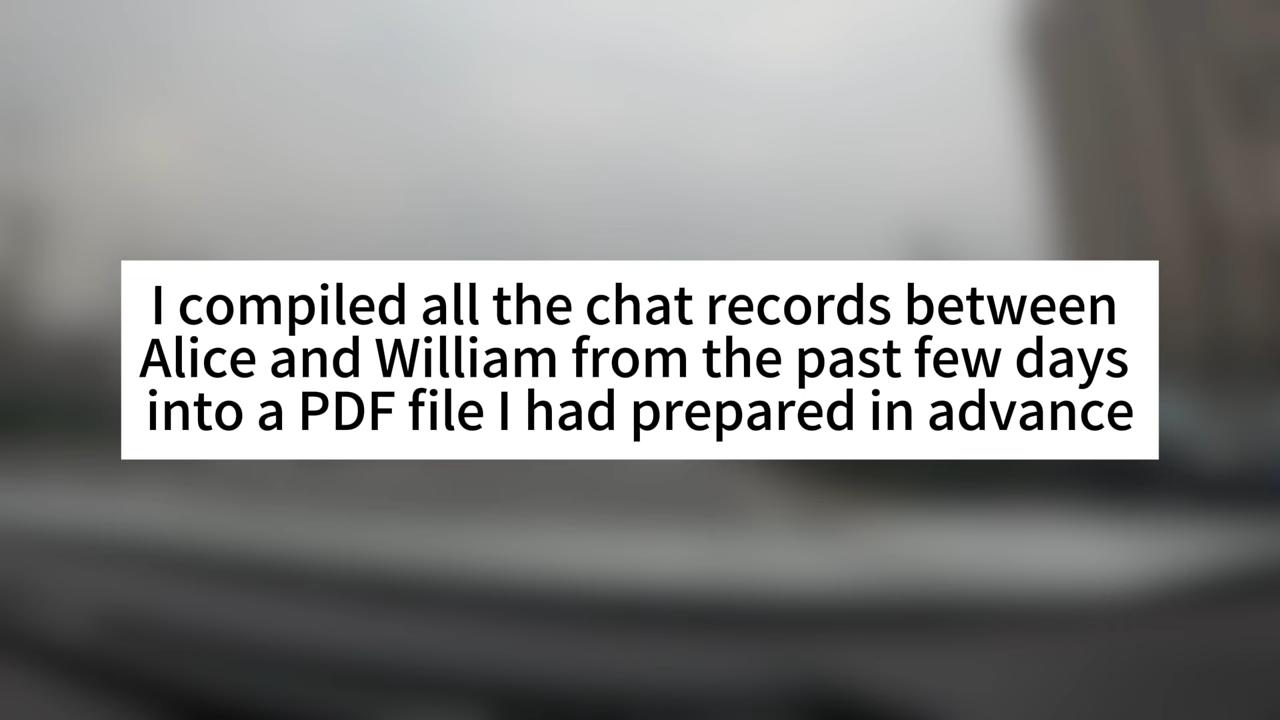 I compiled all the chat records between
Alice and William from the past few days
into a PDF file I had prepared in advance